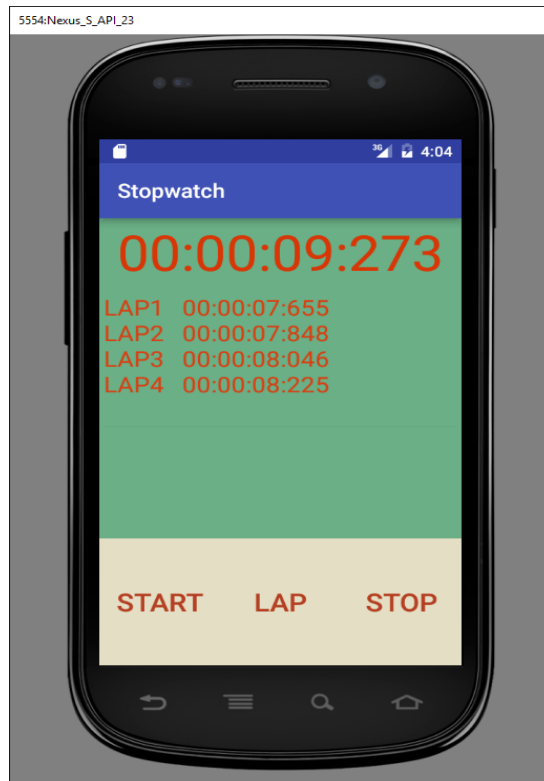 5554:Nexus_S_API_23
3G 4:04
Stopwatch
00:00:09:273
LAP1 00:00:07:655
LAP2 00:00:07:848
LAP3 00:00:08:046
LAP4 00:00:08:225
START LAP STOP